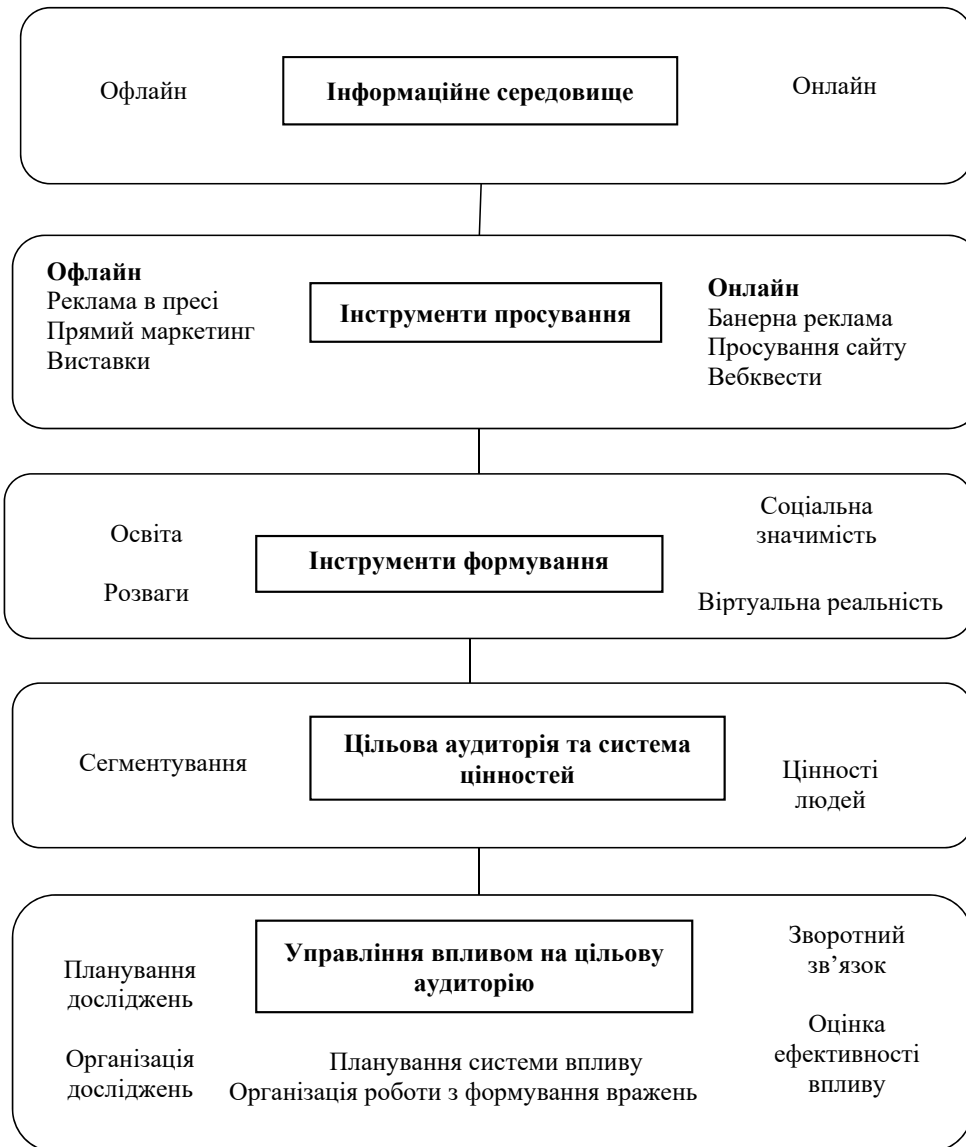 Офлайн
Інформаційне середовище
Онлайн
Офлайн
Реклама в пресі
Прямий маркетинг
Виставки
Інструменти просування
Онлайн
Банерна реклама
Просування сайту
Вебквести
Освіта
Розваги
Інструменти формування
Соціальна
значимість
Віртуальна реальність
Сегментування
Цільова аудиторія та система
цінностей
Цінності
людей
Управління впливом на цільову
аудиторію
Планування
досліджень
Організація
досліджень
Планування системи впливу
Організація роботи з формування вражень
Зворотний
зв’язок
Оцінка
ефективності
впливу